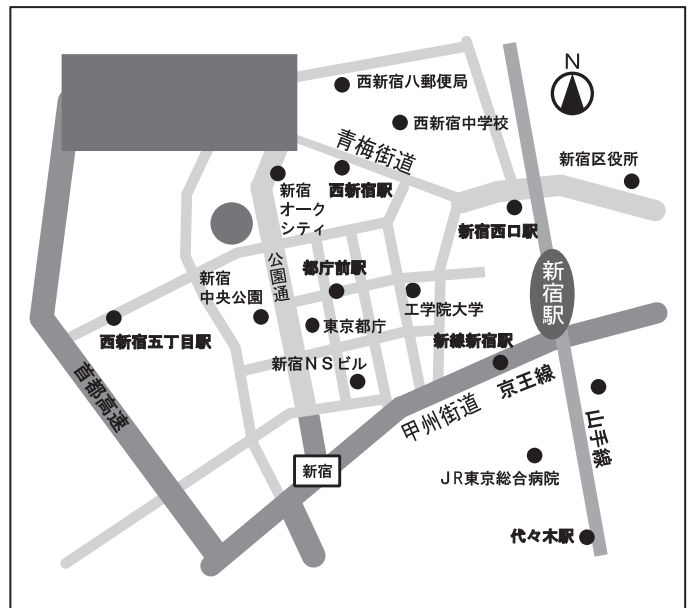 N
西新宿八郵便局
西新宿中学校
青梅街道
新宿区役所
新宿
オーク
シティ
西新宿駅
新宿西口駅
公園通
都庁前駅
新宿駅
新宿
中央公園
工学院大学
東京都庁
新線新宿駅
西新宿五丁目駅
新宿NSビル
首都高速
京王線
甲州街道
山手線
新宿
JR東京総合病院
代々木駅